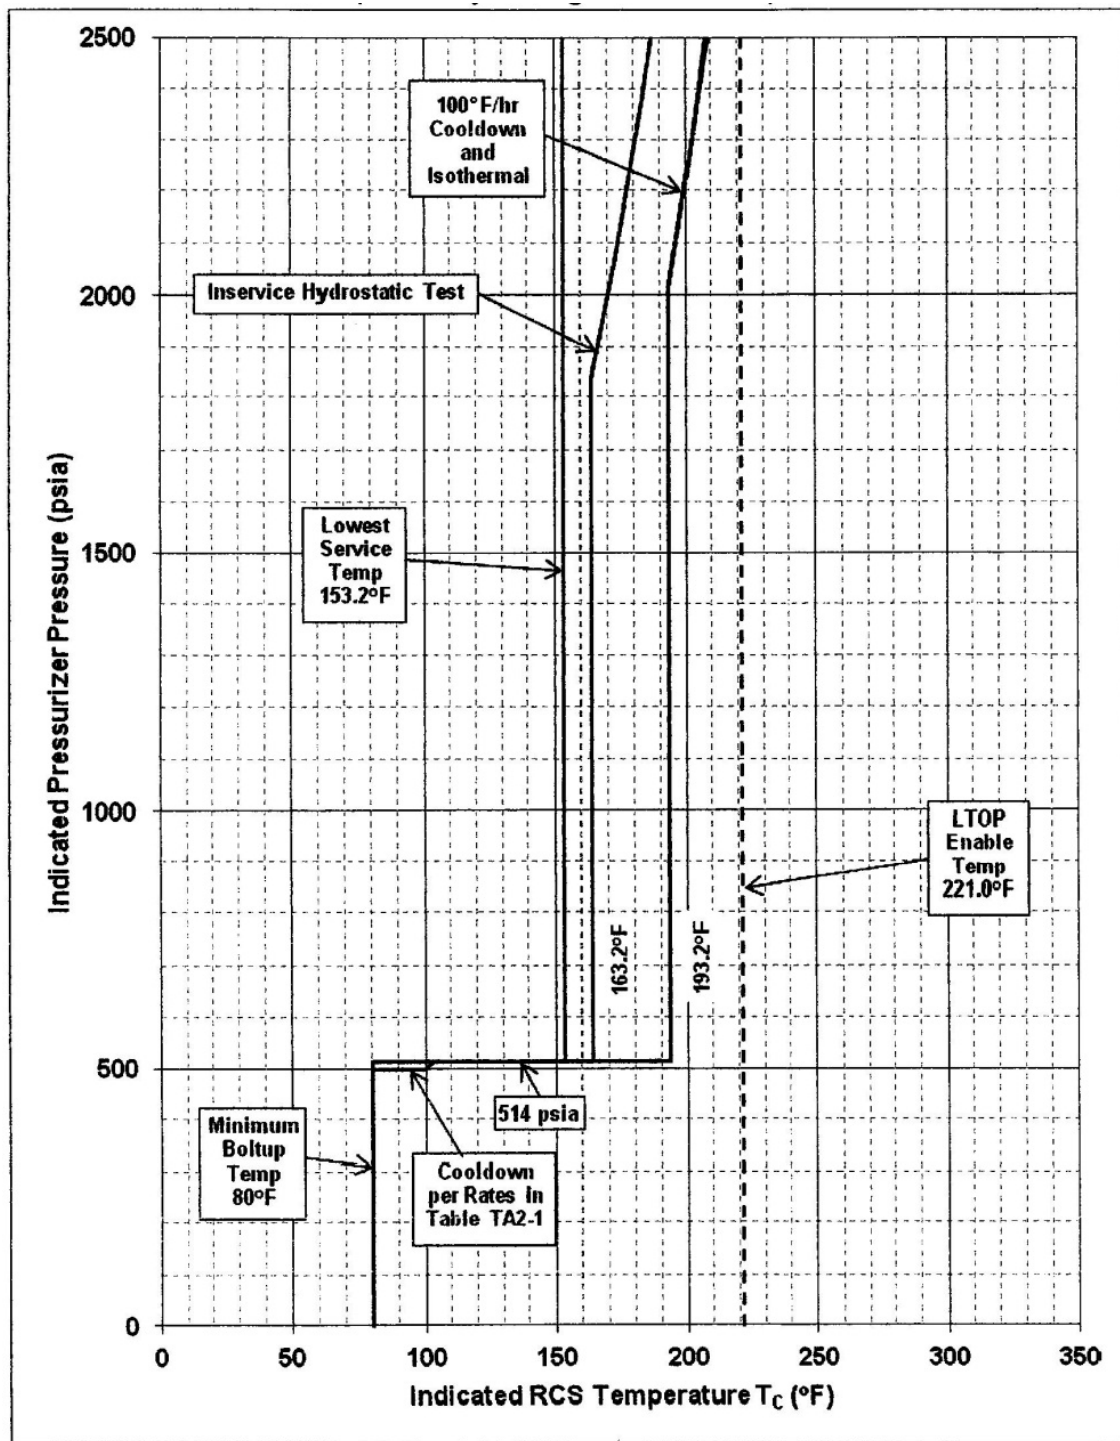 2500
100°F/hr
Cooldown
and
Isothermal
2000
Inservice Hydrostatic Test
1500
Lowest
Service
Temp
153.2°F
Indicated Pressurizer Pressure (psia)
1000
LTOP
Enable
Temp
221.0°F
163.2°F
193.2°F
500
514 psia
Minimum
Boltup
Temp
80°F
Cooldown
per Rates in
Table TA2-1
0
0 50 100 150 200 250 300 350
Indicated RCS Temperature T_C (°F)